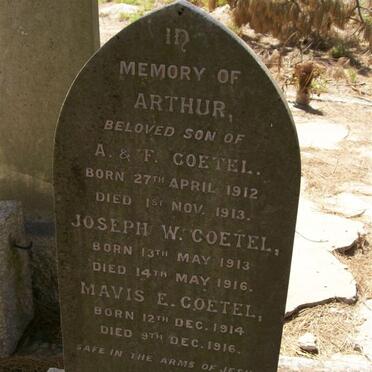 In
MEMORY OF
ARTHUR,
BELOVED SON OF
A. & F. COETEL.
BORN 27TH APRIL 1912
DIED 1ST NOV. 1913.
JOSEPH W. COETEL,
BORN 13TH MAY 1913
DIED 14TH MAY 1916.
MAVIS E. COETEL,
BORN 12TH DEC. 1914
DIED 9TH DEC. 1916.
SAFE IN THE ARMS OF JESUS